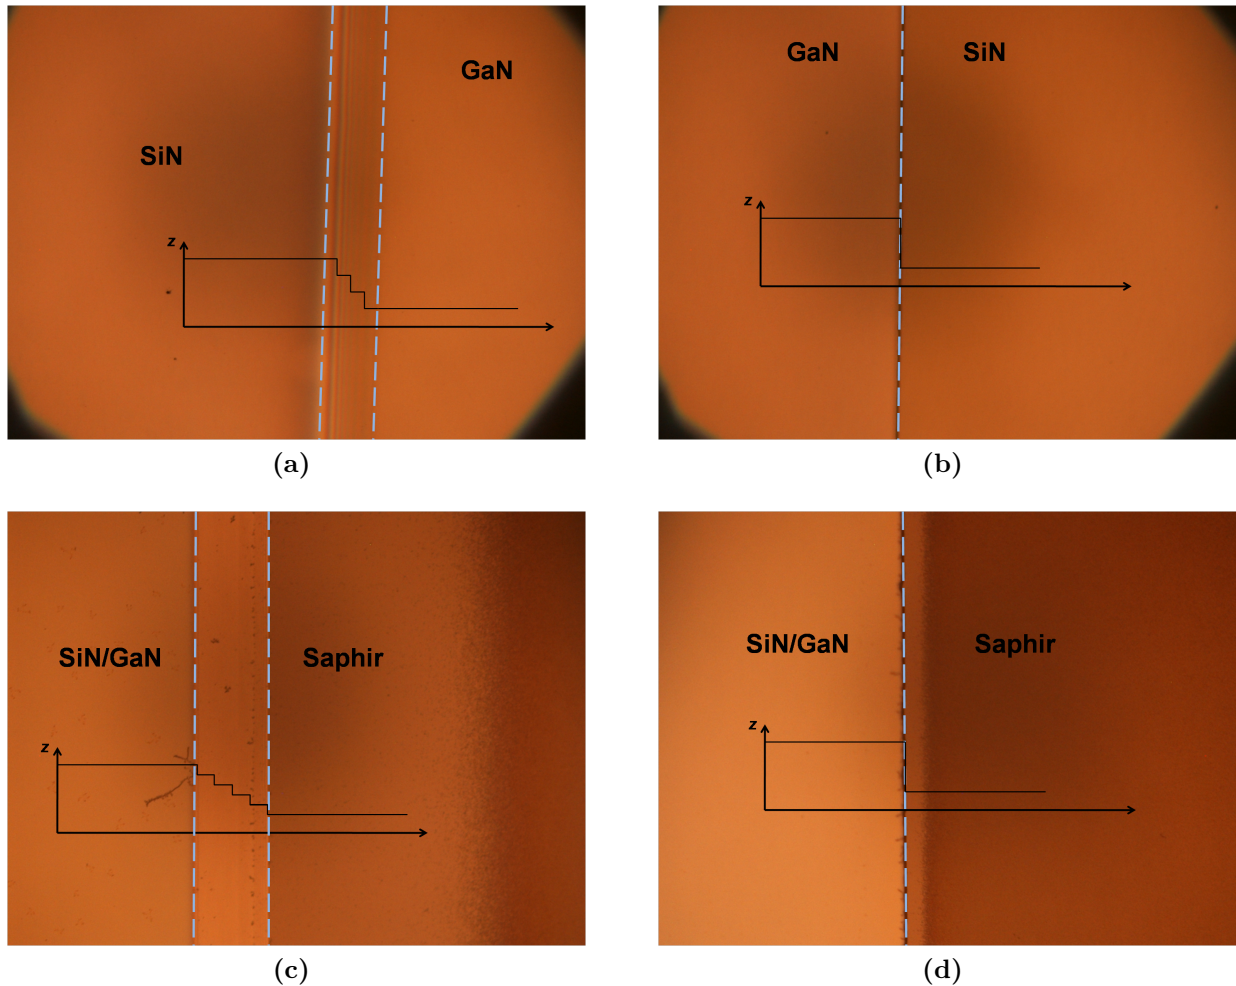 GaN
SiN
z
(a)
GaN SiN
z
(b)
SiN/GaN Saphir
z
(c)
SiN/GaN Saphir
z
(d)